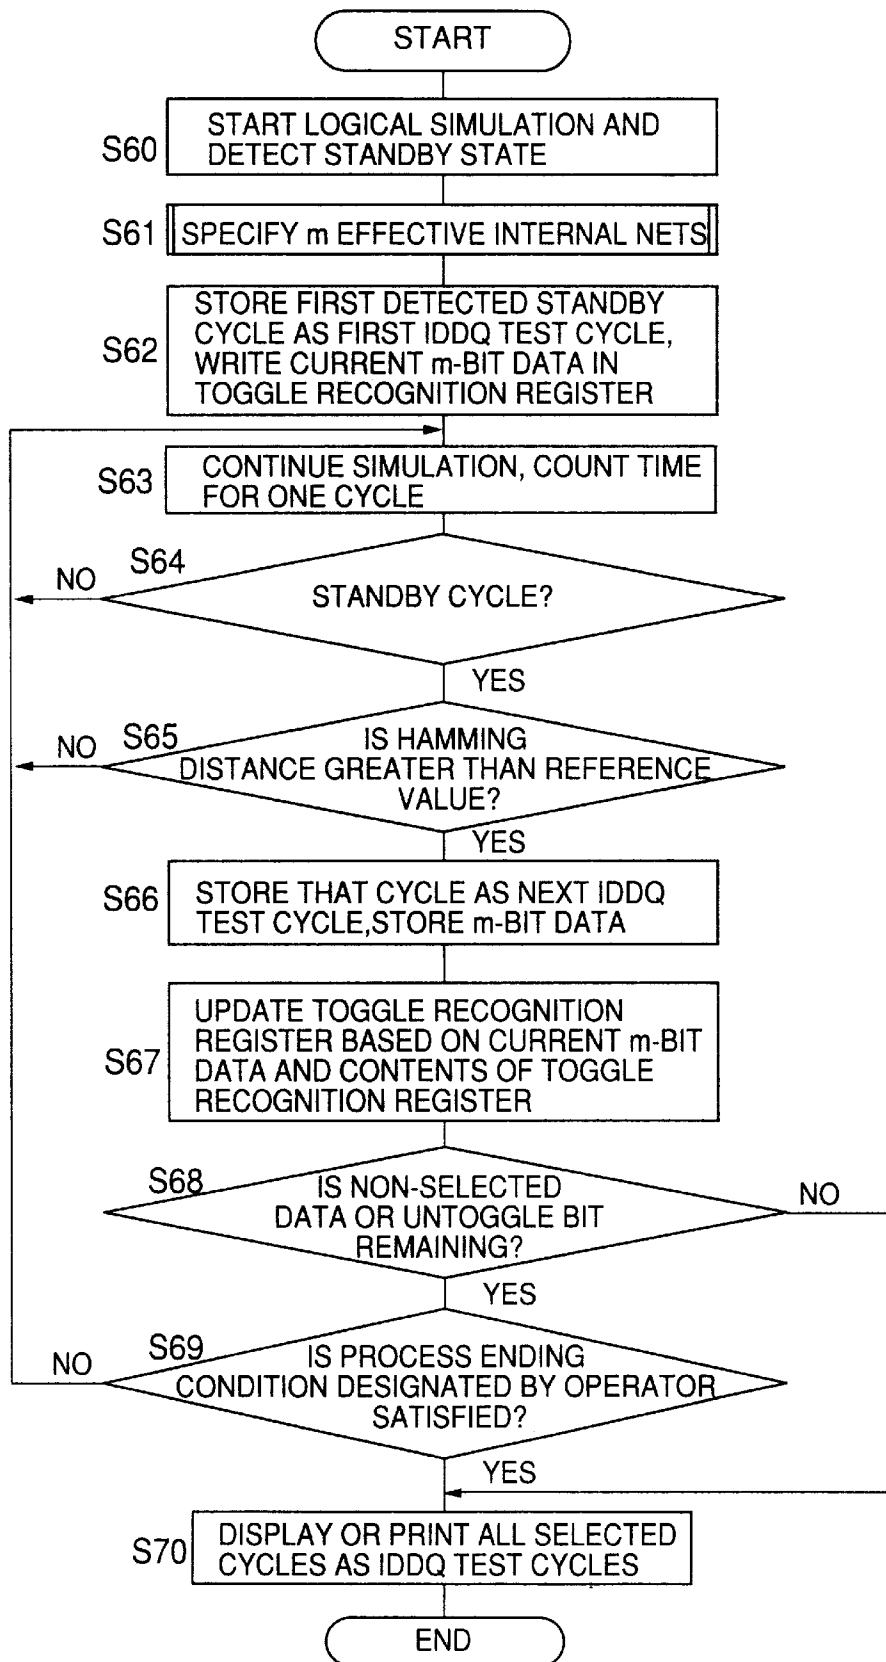 START
START LOGICAL SIMULATION AND
S60
DETECT STANDBY STATE
S61
SPECIFY m EFFECTIVE INTERNAL NETS
STORE FIRST DETECTED STANDBY
CYCLE AS FIRST IDDQ TEST CYCLE,
S62
WRITE CURRENT m-BIT DATA IN
TOGGLE RECOGNITION REGISTER
S63
CONTINUE SIMULATION, COUNT TIME
FOR ONE CYCLE
S64
NO
STANDBY CYCLE?
YES
S65
NO
IS HAMMING
DISTANCE GREATER THAN REFERENCE
VALUE?
YES
S66
STORE THAT CYCLE AS NEXT IDDQ
TEST CYCLE,STORE m-BIT DATA
UPDATE TOGGLE RECOGNITION
REGISTER BASED ON CURRENT m-BIT
S67
DATA AND CONTENTS OF TOGGLE
RECOGNITION REGISTER
S68
NO
IS NON-SELECTED
DATA OR UNTOGGLE BIT
REMAINING?
YES
S69
NO
IS PROCESS ENDING
CONDITION DESIGNATED BY OPERATOR
SATISFIED?
YES
S70
DISPLAY OR PRINT ALL SELECTED
CYCLES AS IDDQ TEST CYCLES
END